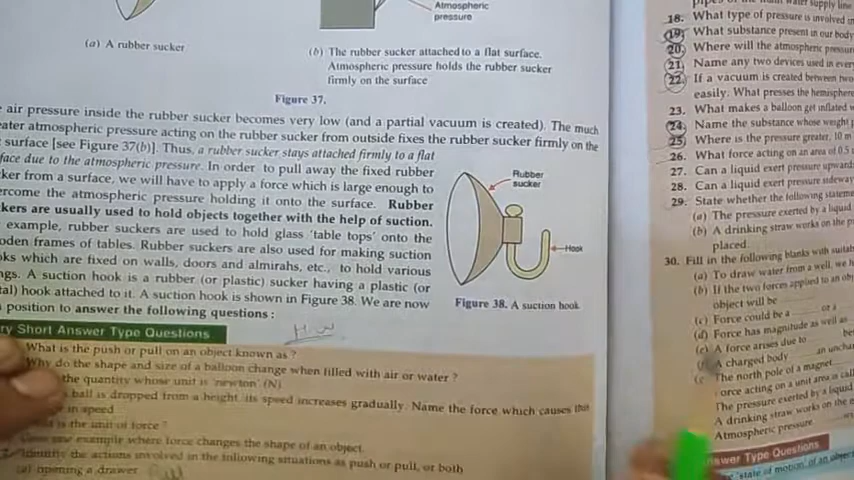 Atmospheric
pressure
(a) A rubber sucker
(b) The rubber sucker attached to a flat surface.
Atmospheric pressure holds the rubber sucker
firmly on the surface
Figure 37.
air pressure inside the rubber sucker becomes very low (and a partial vacuum is created). The much
eater atmospheric pressure acting on the rubber sucker from outside fixes the rubber sucker firmly on the
surface [see Figure 37(b)]. Thus, a rubber sucker stays attached firmly to a flat
face due to the atmospheric pressure. In order to pull away the fixed rubber
ker from a surface, we will have to apply a force which is large enough to
ercome the atmospheric pressure holding it onto the surface. Rubber
kers are usually used to hold objects together with the help of suction.
example, rubber suckers are used to hold glass 'table tops' onto the
oden frames of tables. Rubber suckers are also used for making suction
ks which are fixed on walls, doors and almirahs, etc., to hold various
ngs. A suction hook is a rubber (or plastic) sucker having a plastic (or
tal) hook attached to it. A suction hook is shown in Figure 38. We are now
position to answer the following questions :
Rubber
sucker
Hook
Figure 38. A suction hook
H W
ry Short Answer Type Questions
What is the push or pull on an object known as ?
Why do the shape and size of a balloon change when filled with air or water ?
the quantity whose unit is 'newton' (N)
ball is dropped from a height, its speed increases gradually. Name the force which causes this
in speed
is the unit of force ?
one example where force changes the shape of an object.
Identify the actions involved in the following situations as push or pull, or both
(a) opening a drawer
18. What type of pressure is involved in
19. What substance present in our body
20. Where will the atmospheric pressure
21. Name any two devices used in every
22. If a vacuum is created between two
easily. What presses the hemisphere
23. What makes a balloon get inflated w
24. Name the substance whose weight p
25. Where is the pressure greater, 10 m
26. What force acting on an area of 0.5
27. Can a liquid exert pressure upwards
28. Can a liquid exert pressure sideway
29. State whether the following stateme
(a) The pressure exerted by a liquid
(b) A drinking straw works on the
placed.
30. Fill in the following blanks with suitab
(a) To draw water from a well, we h
(b) If the two forces applied to an obj
object will be
(c) Force could be a or a
(d) Force has magnitude as well as
(e) A force arises due to be
A charged body an unchar
The north pole of a magnet
orce acting on a unit area is call
The pressure exerted by a liquid
A drinking straw works on the e
Atmospheric pressure
nswer Type Questions
'state of motion' of an object